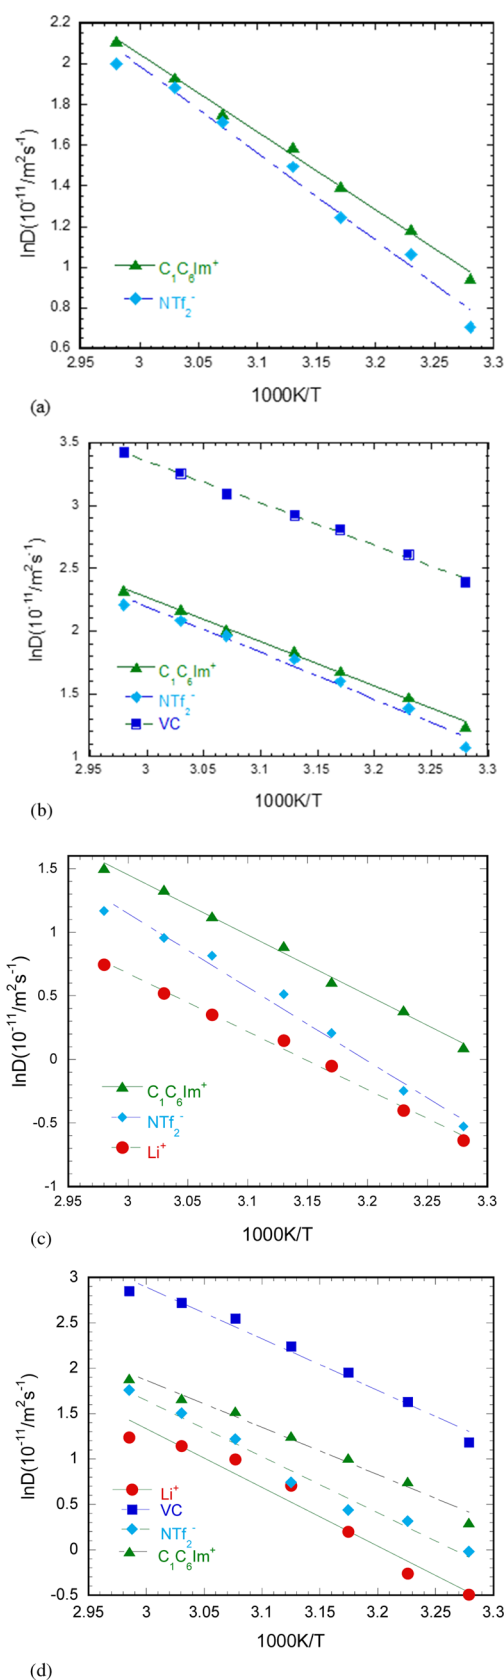 2.2
2
1.8
1.6
1.4
1.2
1
0.8
0.6
lnD(10⁻¹¹/m²s⁻¹)
C₁C₆Im⁺
NTf₂⁻
2.95 3 3.05 3.1 3.15 3.2 3.25 3.3
1000K/T
(a)
3.5
3
2.5
2
1.5
1
lnD(10⁻¹¹/m²s⁻¹)
C₁C₆Im⁺
NTf₂⁻
VC
2.95 3 3.05 3.1 3.15 3.2 3.25 3.3
1000K/T
(b)
1.5
1
0.5
0
-0.5
-1
lnD(10⁻¹¹/m²s⁻¹)
C₁C₆Im⁺
NTf₂⁻
Li⁺
2.95 3 3.05 3.1 3.15 3.2 3.25 3.3
1000K/T
(c)
3
2.5
2
1.5
1
0.5
0
-0.5
lnD(10⁻¹¹/m²s⁻¹)
Li⁺
VC
NTf₂⁻
C₁C₆Im⁺
2.95 3 3.05 3.1 3.15 3.2 3.25 3.3
1000K/T
(d)